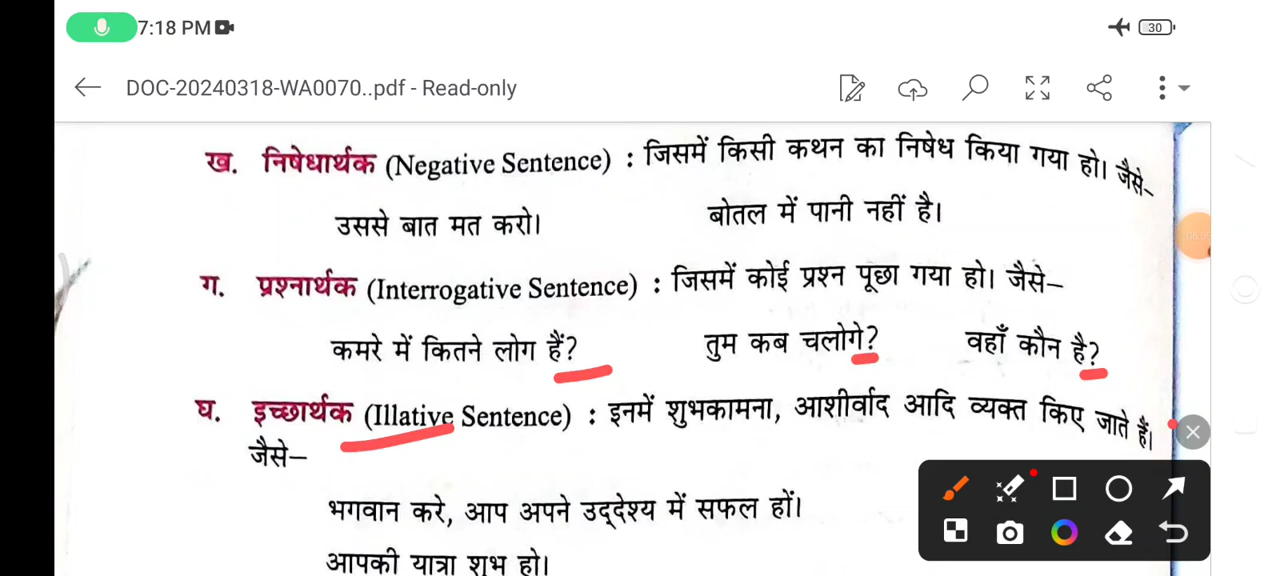 7:18 PM 30
DOC-20240318-WA0070..pdf - Read-only
ख. निषेधार्थक (Negative Sentence) : जिसमें किसी कथन का निषेध किया गया हो। जैसे–
उससे बात मत करो। बोतल में पानी नहीं है।
ग. प्रश्नार्थक (Interrogative Sentence) : जिसमें कोई प्रश्न पूछा गया हो। जैसे–
कमरे में कितने लोग हैं? तुम कब चलोगे? वहाँ कौन है?
घ. इच्छार्थक (Illative Sentence) : इनमें शुभकामना, आशीर्वाद आदि व्यक्त किए जाते हैं।
जैसे–
भगवान करे, आप अपने उद्देश्य में सफल हों।
आपकी यात्रा शुभ हो।